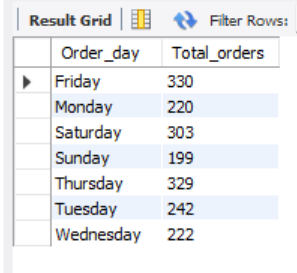 Result Grid Filter Rows:
Order_day Total_orders
Friday 330
Monday 220
Saturday 303
Sunday 199
Thursday 329
Tuesday 242
Wednesday 222